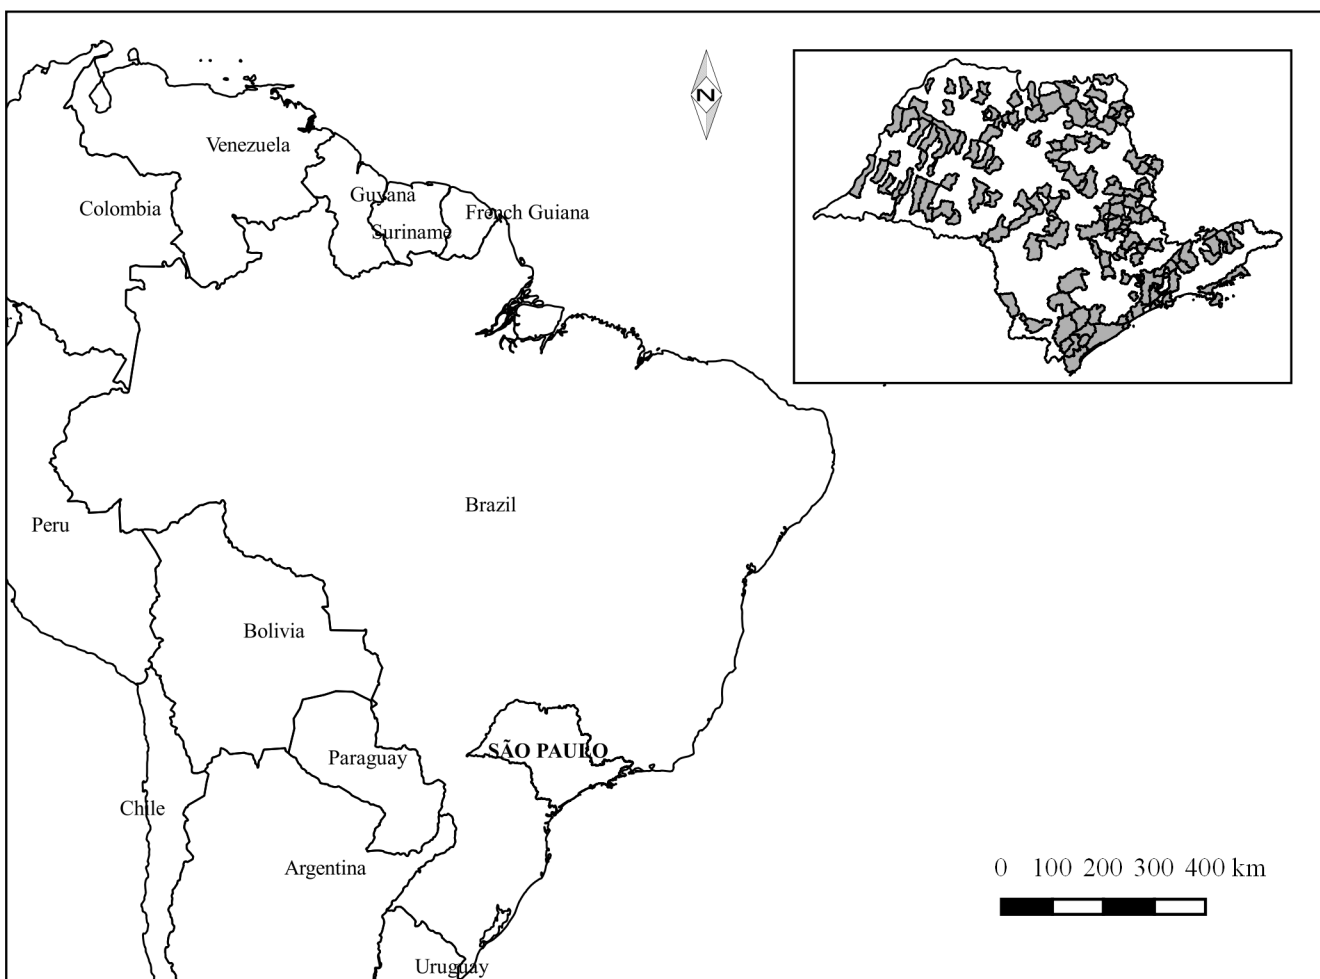 N
Venezuela
Guyana
Colombia
French Guiana
Suriname
r
Brazil
Peru
Bolivia
SÃO PAULO
Paraguay
Chile
Argentina
0 100 200 300 400 km
Uruguay